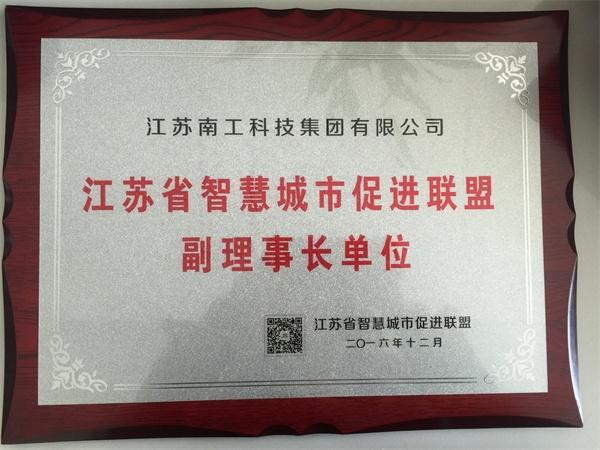 江苏南工科技集团有限公司
江苏省智慧城市促进联盟
副理事长单位
江苏省智慧城市促进联盟
二〇一六年十二月